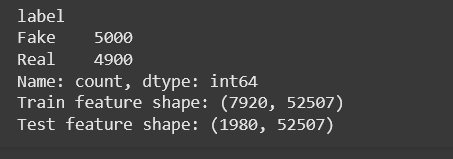 label
Fake    5000
Real    4900
Name: count, dtype: int64
Train feature shape: (7920, 52507)
Test feature shape: (1980, 52507)